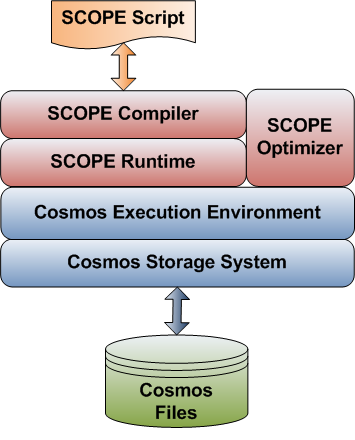 SCOPE Script
SCOPE Compiler
SCOPE Runtime
SCOPE
Optimizer
Cosmos Execution Environment
Cosmos Storage System
Cosmos
Files